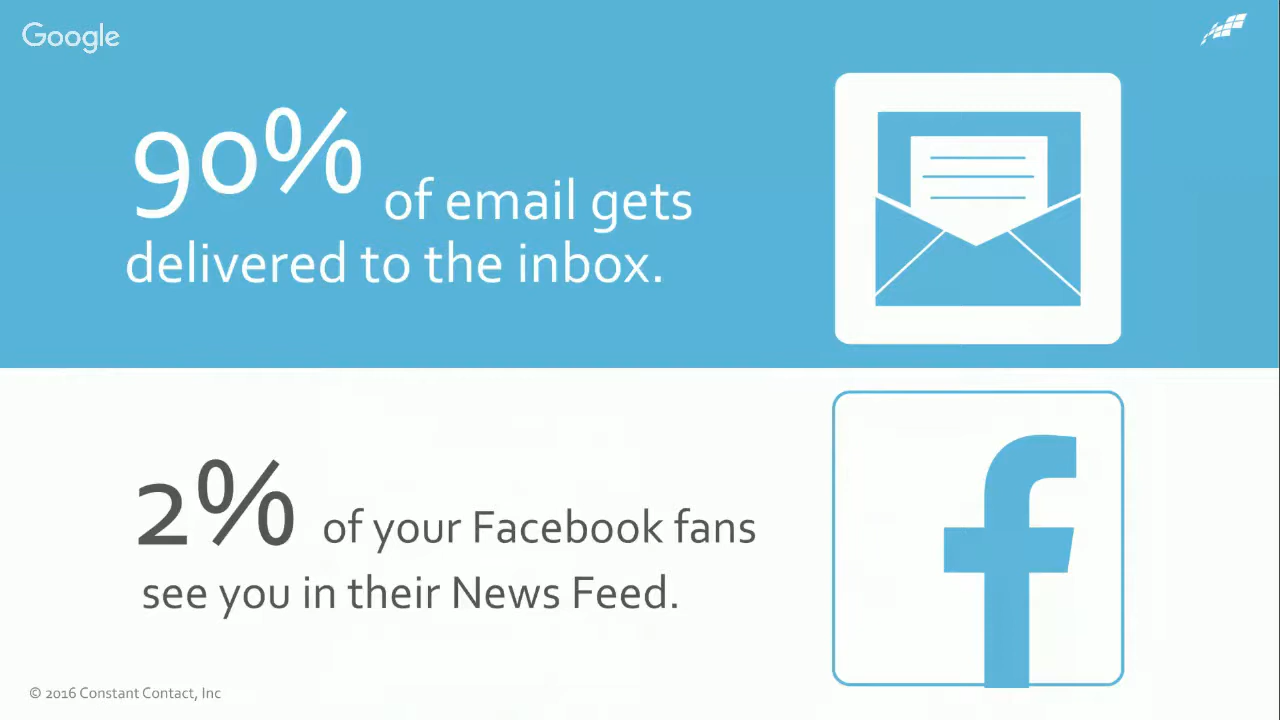 Google
90% of email gets
delivered to the inbox.
2% of your Facebook fans
see you in their News Feed.
© 2016 Constant Contact, Inc